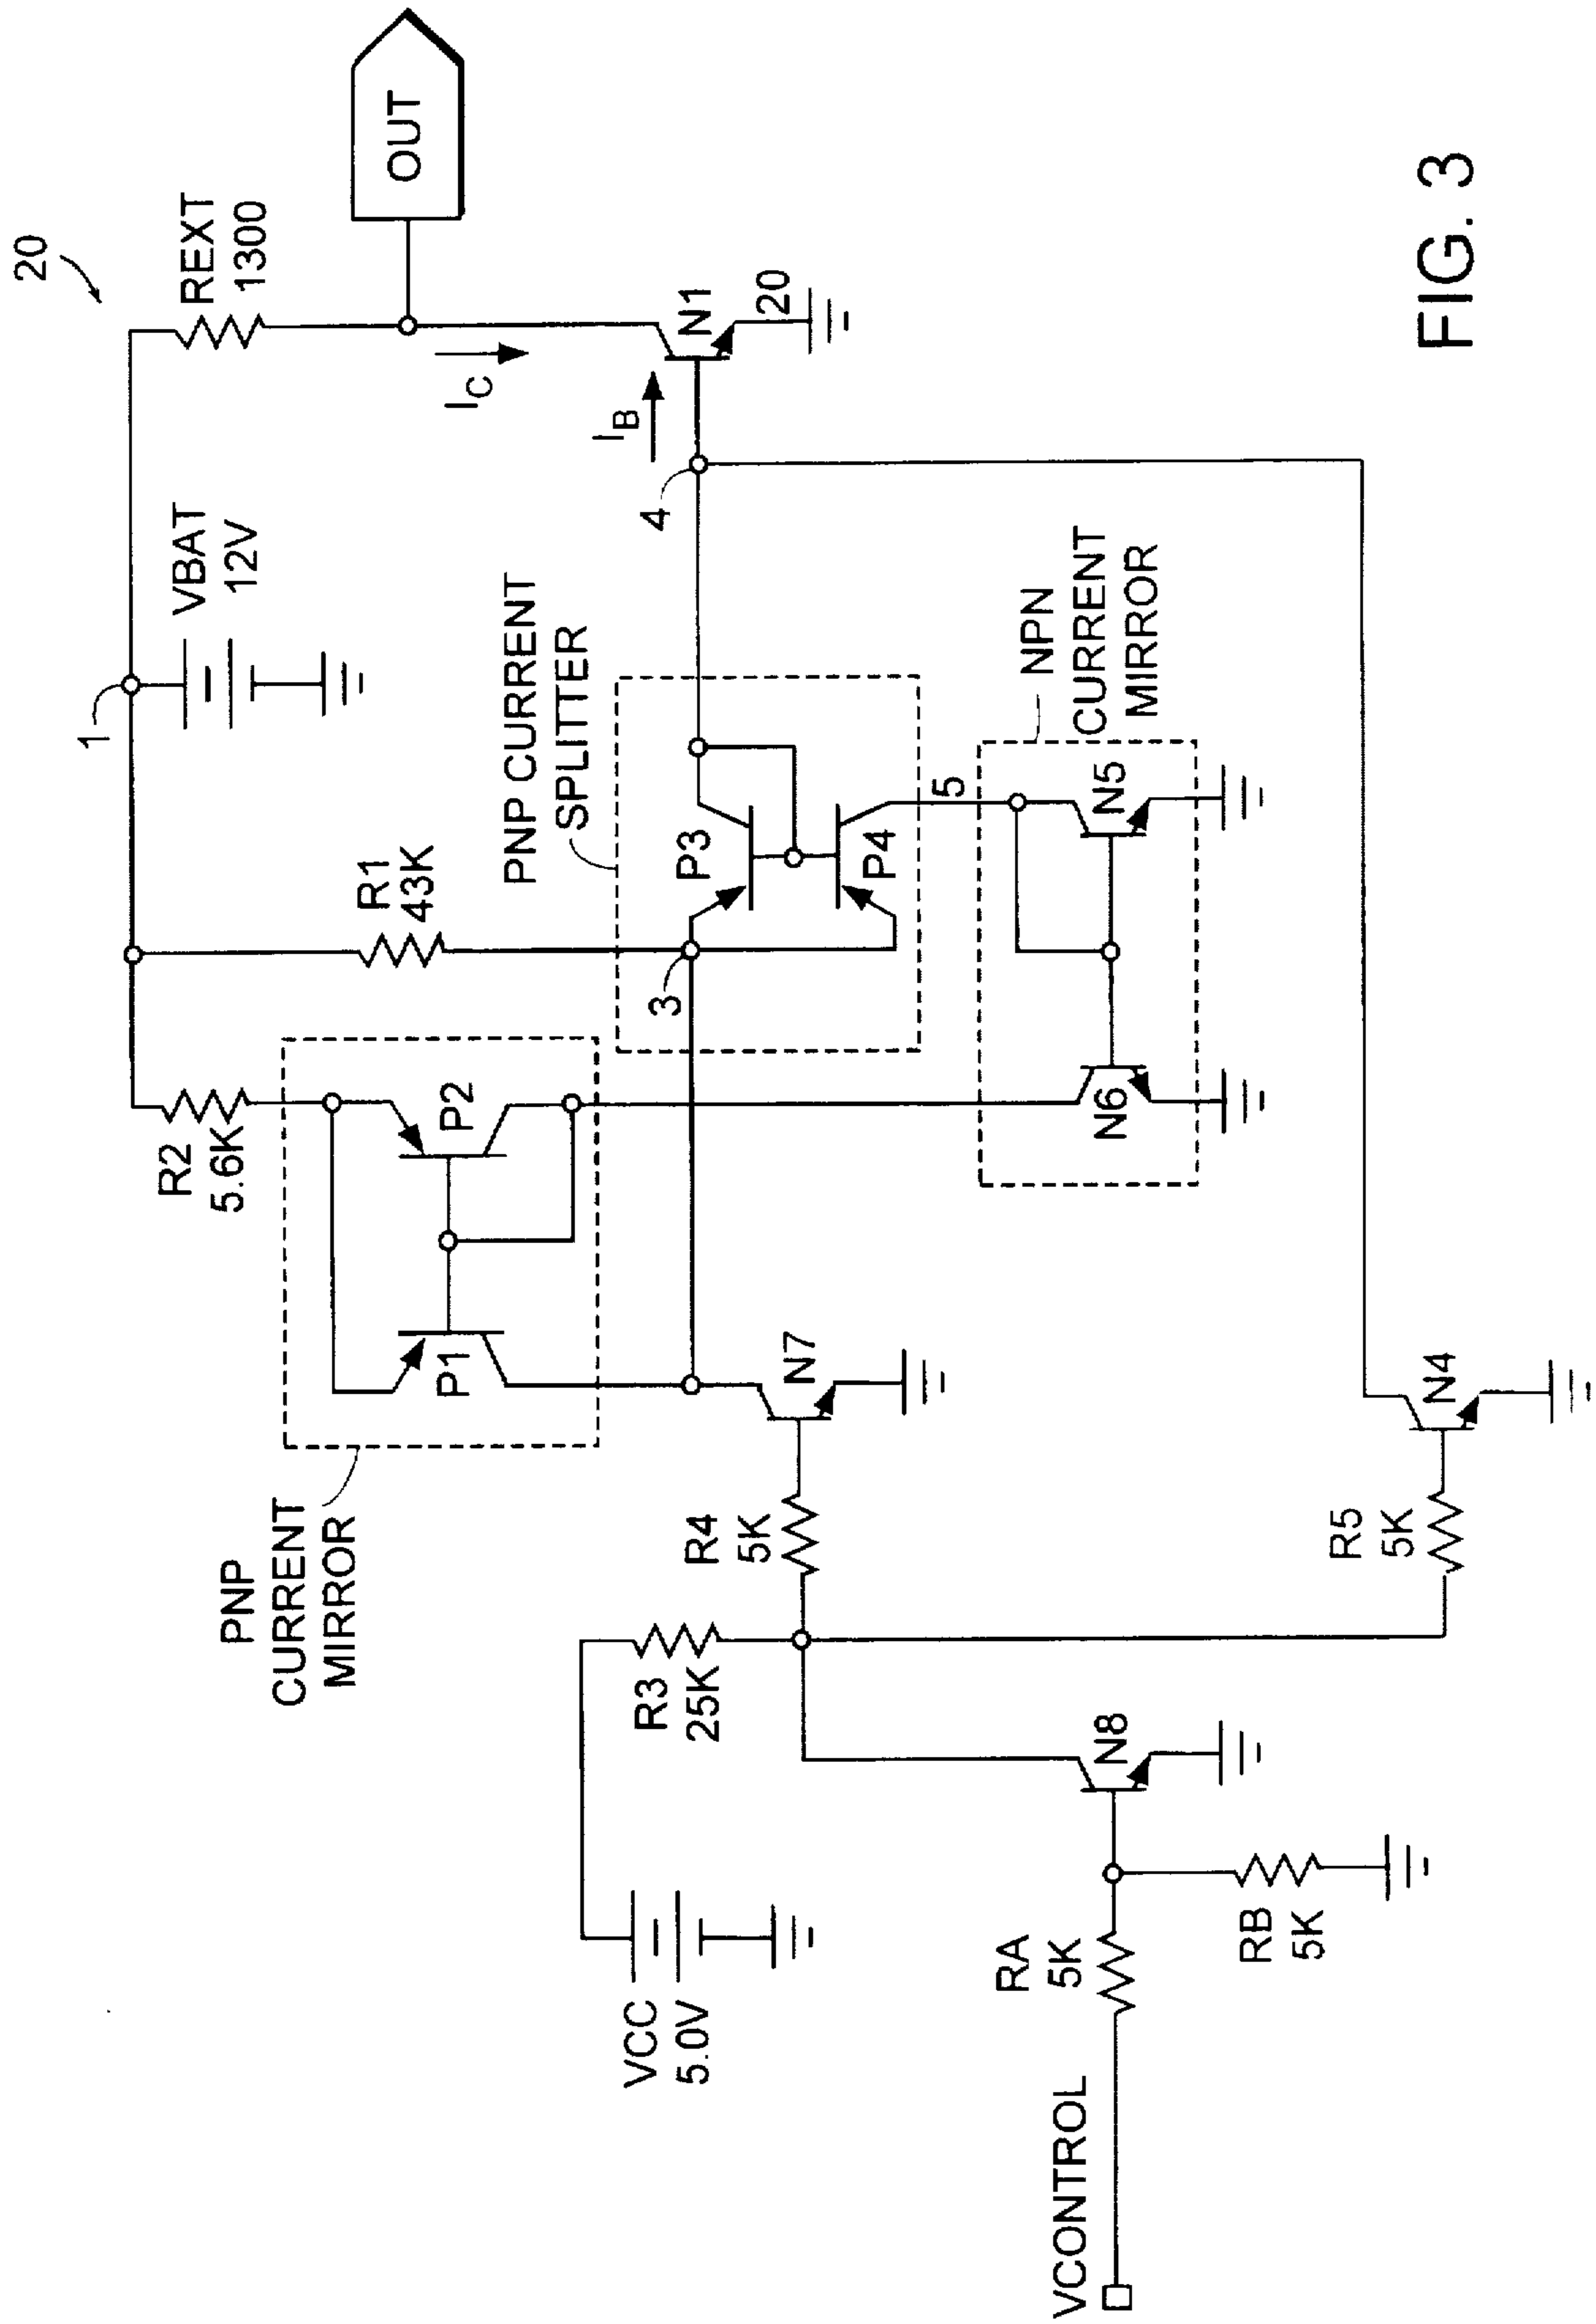 20
REXT
1300
OUT
1
VBAT
12V
I_C
I_B
N1
20
4
R1
43K
R2
5.6K
PNP CURRENT
SPLITTER
P3
P4
3
5
NPN
CURRENT
MIRROR
N5
N6
PNP
CURRENT
MIRROR
P1
P2
N7
R4
5K
R3
25K
VCC
5.0V
N8
RA
5K
RB
5K
VCONTROL
R5
5K
N4
FIG. 3